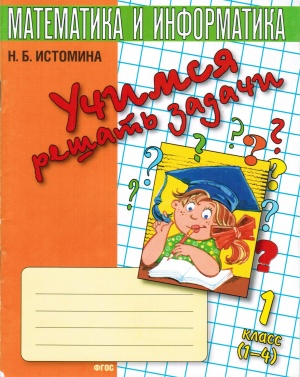 МАТЕМАТИКА И ИНФОРМАТИКА
Н. Б. ИСТОМИНА
Учимся
решать задачи
1
класс
(1–4)
ФГОС